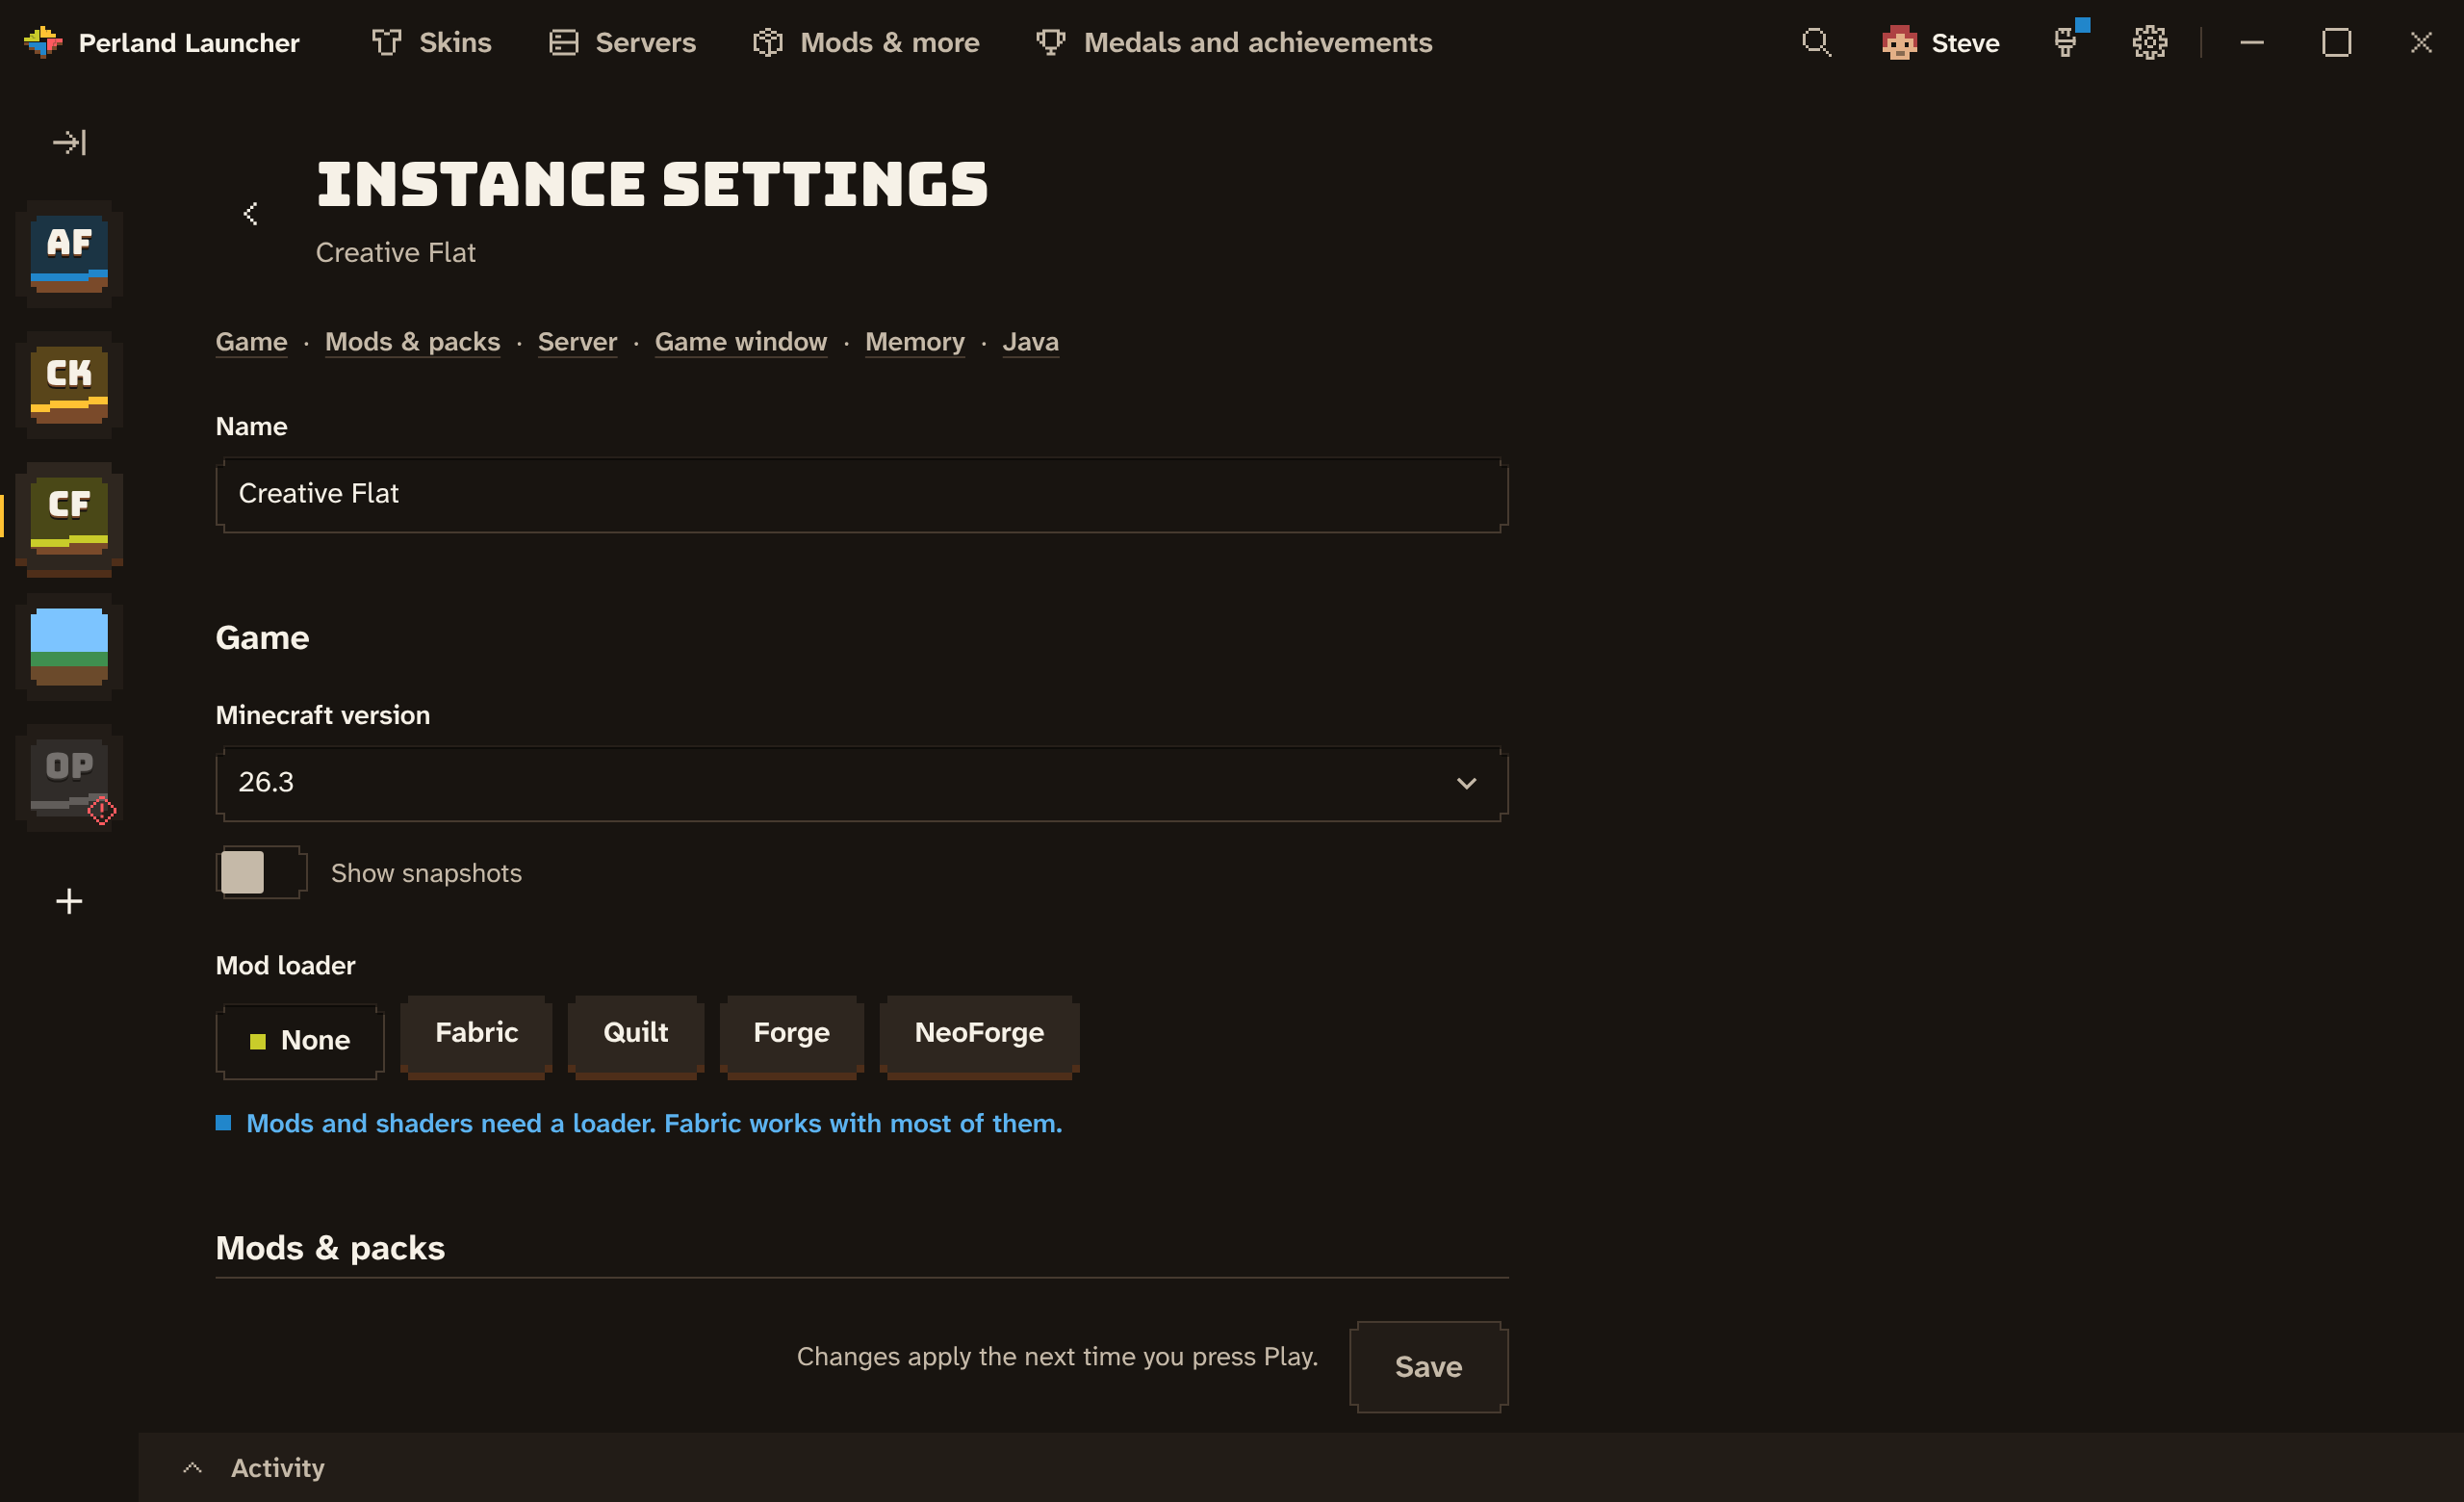 Perland Launcher
Skins
Servers
Mods & more
Medals and achievements
Steve
AF
CK
CF
OP
INSTANCE SETTINGS
Creative Flat
Game · Mods & packs · Server · Game window · Memory · Java
Name
Creative Flat
Game
Minecraft version
26.3
Show snapshots
Mod loader
None
Fabric
Quilt
Forge
NeoForge
Mods and shaders need a loader. Fabric works with most of them.
Mods & packs
Changes apply the next time you press Play.
Save
Activity